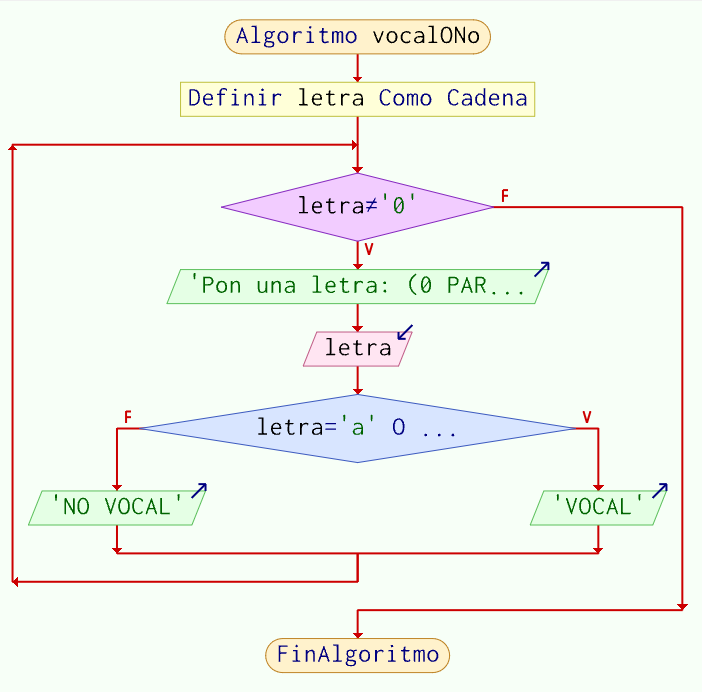 Algoritmo vocalONo
Definir letra Como Cadena
letra≠'0'
F
V
'Pon una letra: (0 PAR...
letra
letra='a' O ...
F
V
'NO VOCAL'
'VOCAL'
FinAlgoritmo